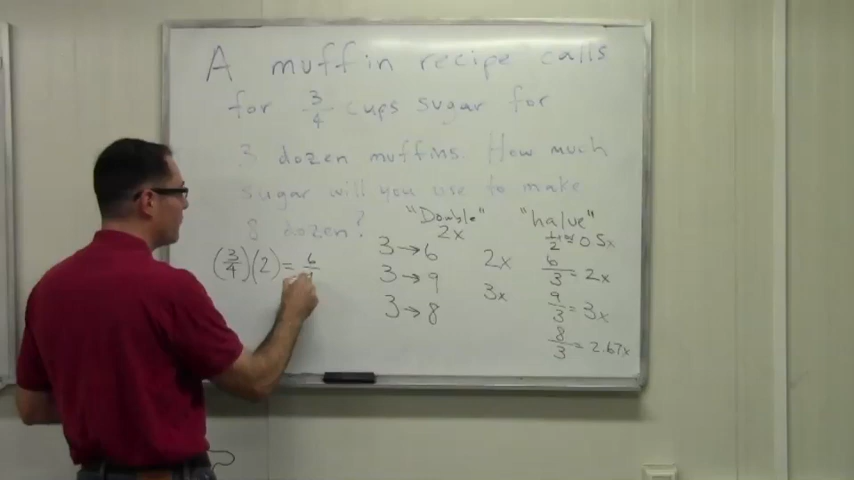 A muffin recipe calls
for 3/4 cups sugar for
3 dozen muffins. How much
sugar will you use to make
8 dozen?
"Double" "halve"
2x
3→6 2x
3→9 3x
3→8
(3/4)(2)=6/4
1/2 = 0.5x
6/3 = 2x
9/3 = 3x
8/3 = 2.67x